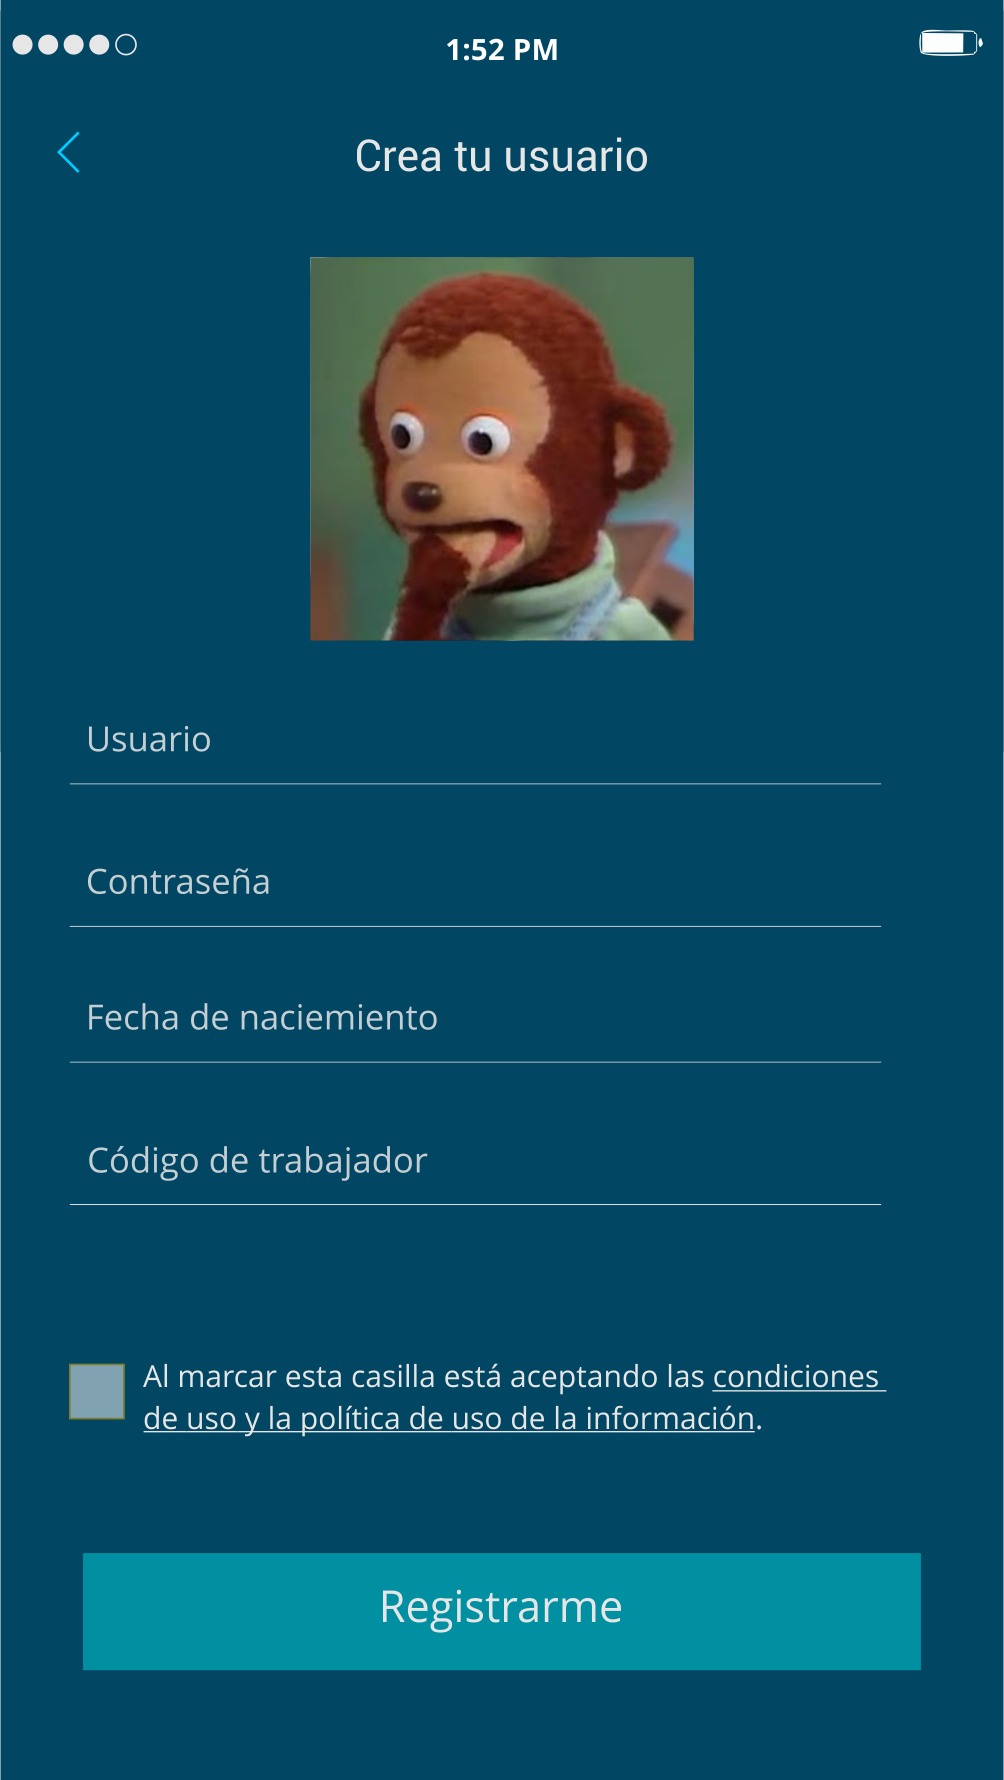 1:52 PM
Crea tu usuario
Usuario
Contraseña
Fecha de naciemiento
Código de trabajador
Al marcar esta casilla está aceptando las condiciones
de uso y la política de uso de la información.
Registrarme